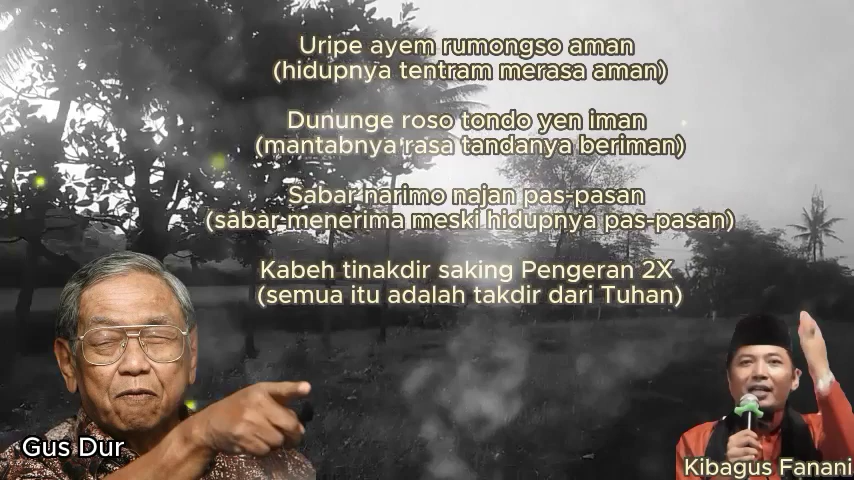 Uripe ayem rumongso aman
(hidupnya tentram merasa aman)
Dununge roso tondo yen iman
(mantabnya rasa tandanya beriman)
Sabar narimo najan pas-pasan
(sabar menerima meski hidupnya pas-pasan)
Kabeh tinakdir saking Pengeran 2X
(semua itu adalah takdir dari Tuhan)
Gus Dur
Kibagus Fanani